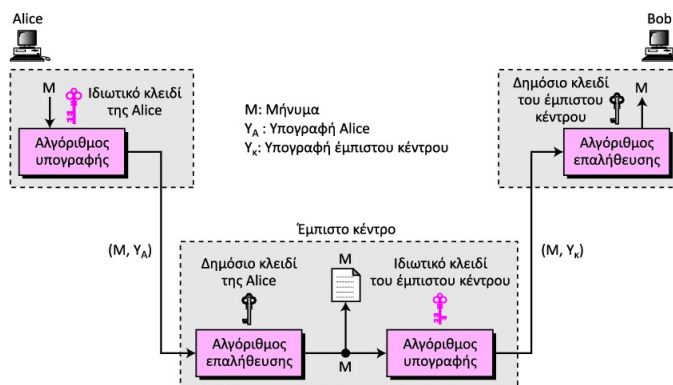 Alice
Bob
M
Ιδιωτικό κλειδί
της Alice
Αλγόριθμος
υπογραφής
M: Μήνυμα
Y_A : Υπογραφή Alice
Y_κ: Υπογραφή έμπιστου κέντρου
Δημόσιο κλειδί
του έμπιστου
κέντρου
M
Αλγόριθμος
επαλήθευσης
(M, Y_A)
Έμπιστο κέντρο
(M, Y_κ)
Δημόσιο κλειδί
της Alice
M
Ιδιωτικό κλειδί
του έμπιστου κέντρου
Αλγόριθμος
επαλήθευσης
M
Αλγόριθμος
υπογραφής